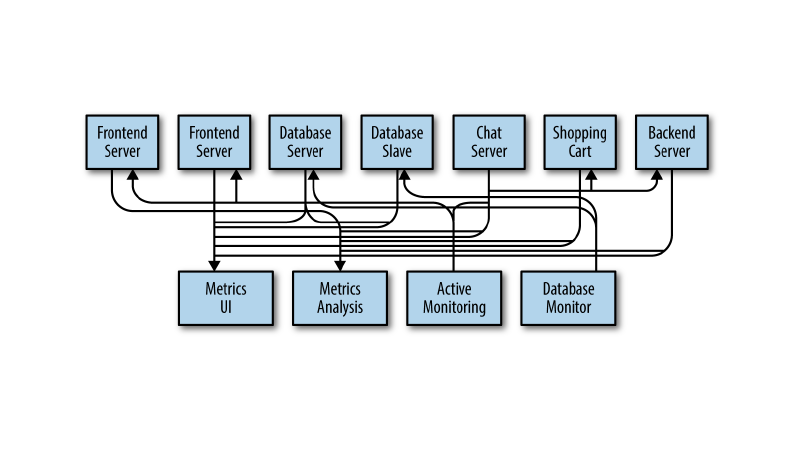 Frontend
Server
Frontend
Server
Database
Server
Database
Slave
Chat
Server
Shopping
Cart
Backend
Server
Metrics
UI
Metrics
Analysis
Active
Monitoring
Database
Monitor